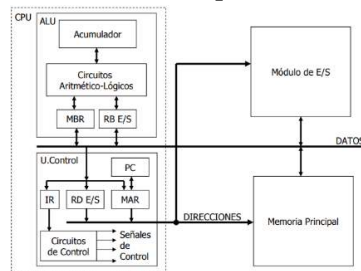 CPU
ALU
Acumulador
Circuitos
Aritmético-Lógicos
MBR
RB E/S
Módulo de E/S
DATOS
U.Control
PC
IR
RD E/S
MAR
DIRECCIONES
Circuitos
de Control
Señales
de
Control
Memoria Principal